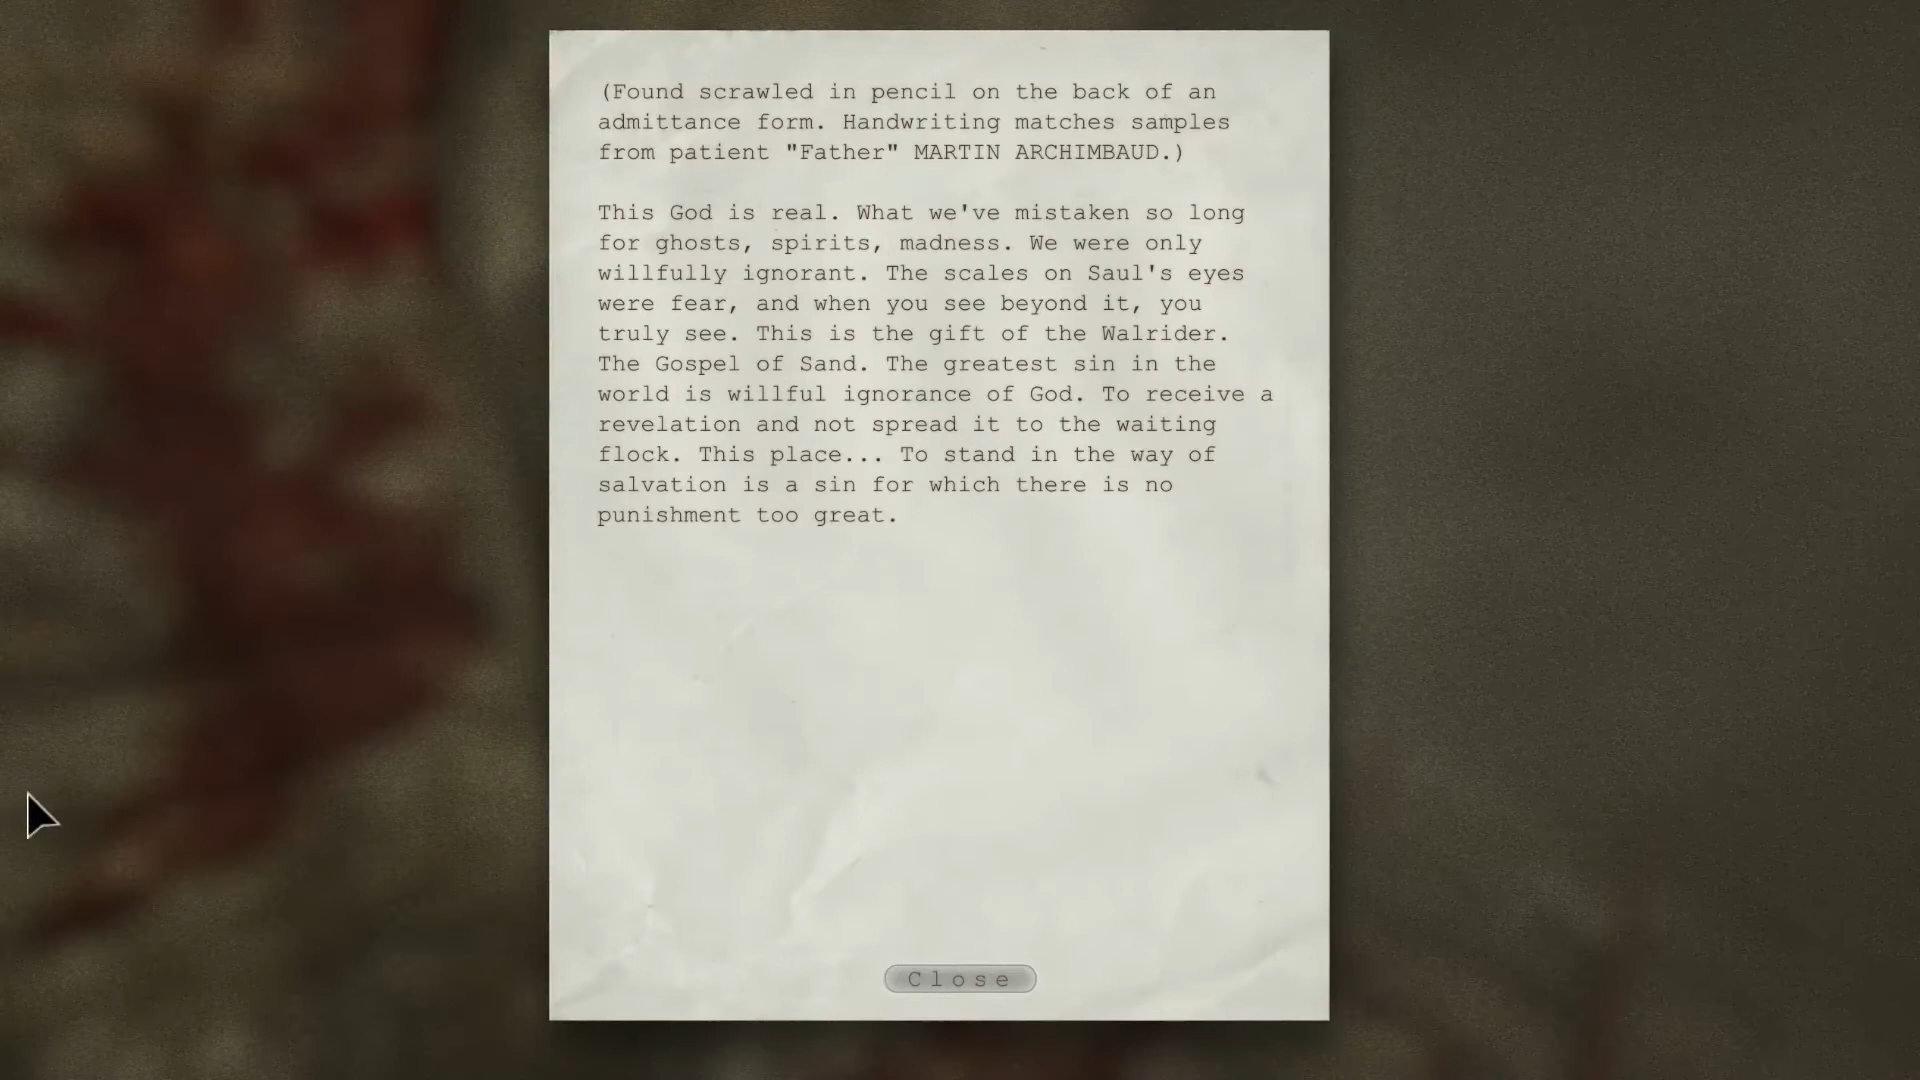 (Found scrawled in pencil on the back of an
admittance form. Handwriting matches samples
from patient "Father" MARTIN ARCHIMBAUD.)
This God is real. What we've mistaken so long
for ghosts, spirits, madness. We were only
willfully ignorant. The scales on Saul's eyes
were fear, and when you see beyond it, you
truly see. This is the gift of the Walrider.
The Gospel of Sand. The greatest sin in the
world is willful ignorance of God. To receive a
revelation and not spread it to the waiting
flock. This place... To stand in the way of
salvation is a sin for which there is no
punishment too great.
Close